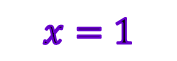 x = 1